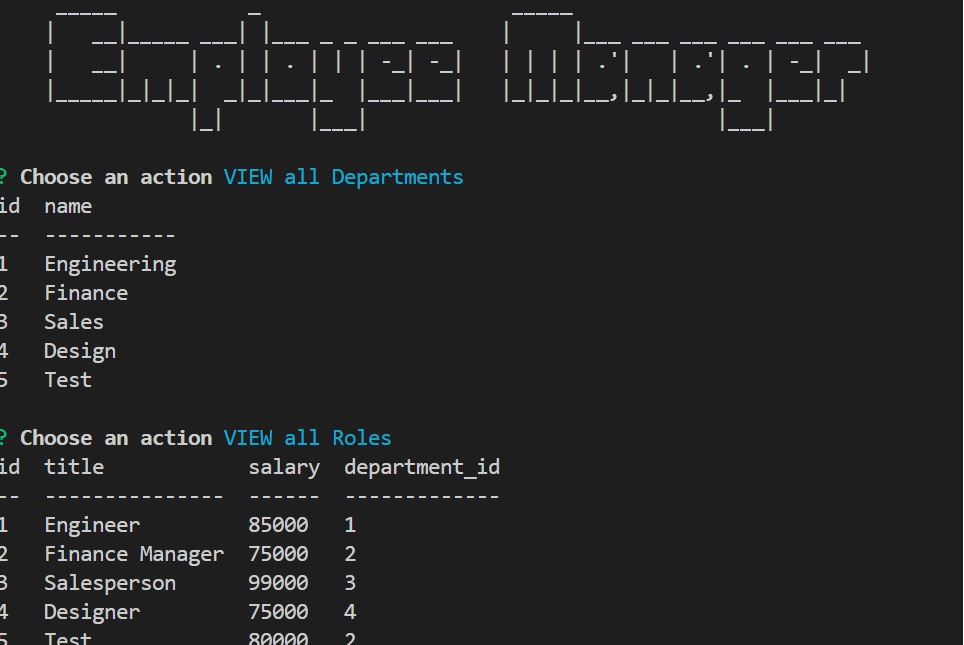 Employee Manager
? Choose an action VIEW all Departments
id name
-- -----------
1 Engineering
2 Finance
3 Sales
4 Design
5 Test
? Choose an action VIEW all Roles
id title salary department_id
-- --------------- ------ -------------
1 Engineer 85000 1
2 Finance Manager 75000 2
3 Salesperson 99000 3
4 Designer 75000 4
5 Test 80000 2